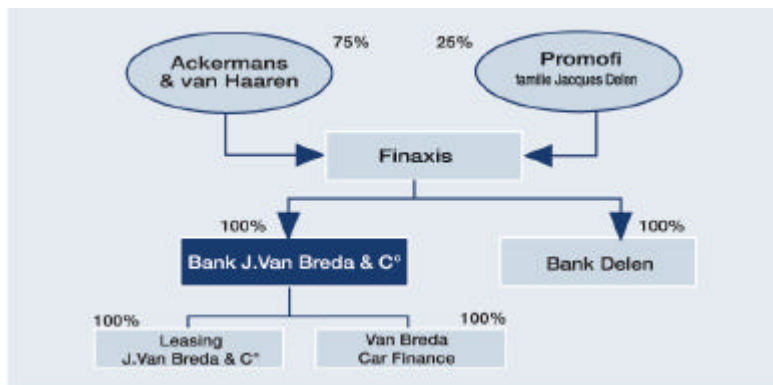 Ackermans
& van Haaren
75%
25%
Promofi
familie Jacques Delen
Finaxis
100%
100%
Bank J.Van Breda & C°
Bank Delen
100%
100%
Leasing
J.Van Breda & C°
Van Breda
Car Finance